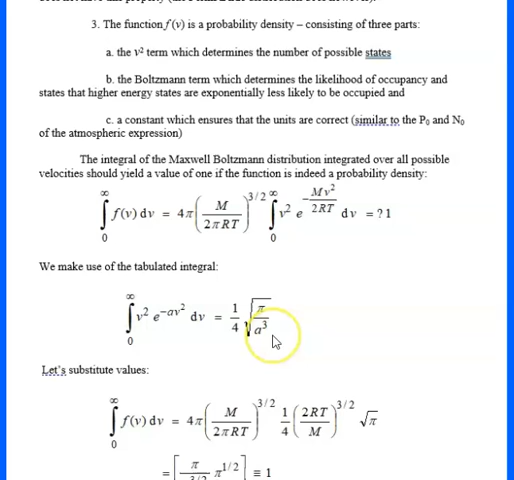 3. The function f(v) is a probability density – consisting of three parts:
a. the v² term which determines the number of possible states
b. the Boltzmann term which determines the likelihood of occupancy and
states that higher energy states are exponentially less likely to be occupied and
c. a constant which ensures that the units are correct (similar to the P₀ and N₀
of the atmospheric expression)
The integral of the Maxwell Boltzmann distribution integrated over all possible
velocities should yield a value of one if the function is indeed a probability density:
∫₀^∞ f(v) dv = 4π(M/2πRT)^3/2 ∫₀^∞ v² e^(-Mv²/2RT) dv = ?1
We make use of the tabulated integral:
∫₀^∞ v² e^(-av²) dv = 1/4 √(π/a³)
Let's substitute values:
∫₀^∞ f(v) dv = 4π(M/2πRT)^3/2 1/4 (2RT/M)^3/2 √π
= [π/π^3/2 π^1/2] ≡ 1